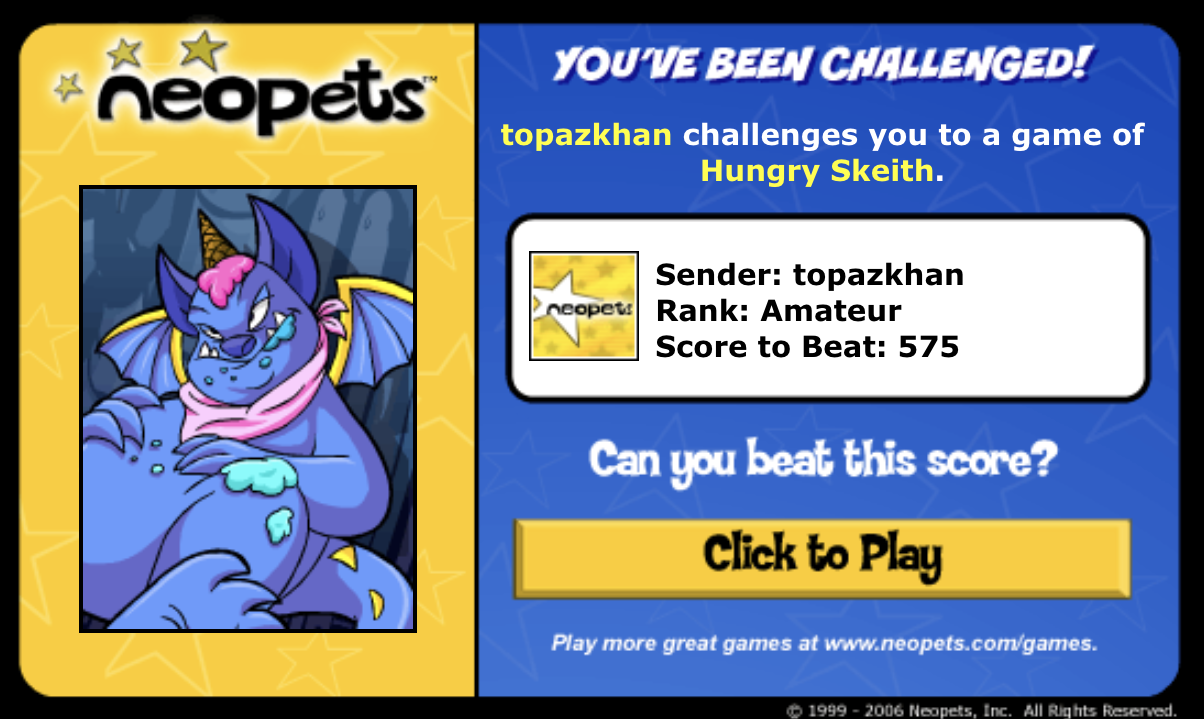 neopets™
YOU'VE BEEN CHALLENGED!
topazkhan challenges you to a game of
Hungry Skeith.
neopets
Sender: topazkhan
Rank: Amateur
Score to Beat: 575
Can you beat this score?
Click to Play
Play more great games at www.neopets.com/games.
© 1999 - 2006 Neopets, Inc. All Rights Reserved.